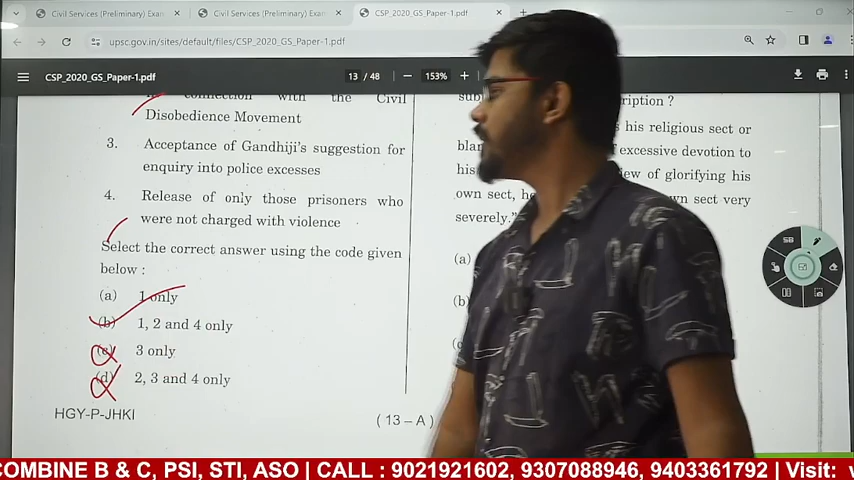 Civil Services (Preliminary) Exam
Civil Services (Preliminary) Exam
CSP_2020_GS_Paper-1.pdf
upsc.gov.in/sites/default/files/CSP_2020_GS_Paper-1.pdf
CSP_2020_GS_Paper-1.pdf
13 / 48
153%
connection with the Civil
Disobedience Movement
3. Acceptance of Gandhiji's suggestion for
enquiry into police excesses
4. Release of only those prisoners who
were not charged with violence
Select the correct answer using the code given
below :
(a) 1 only
(b) 1, 2 and 4 only
(c) 3 only
(d) 2, 3 and 4 only
HGY-P-JHKI
( 13 – A )
his religious sect or
excessive devotion to
his
of glorifying his
own sect, own sect very
severely."
(a)
(b)
SB
COMBINE B & C, PSI, STI, ASO | CALL : 9021921602, 9307088946, 9403361792 | Visit: